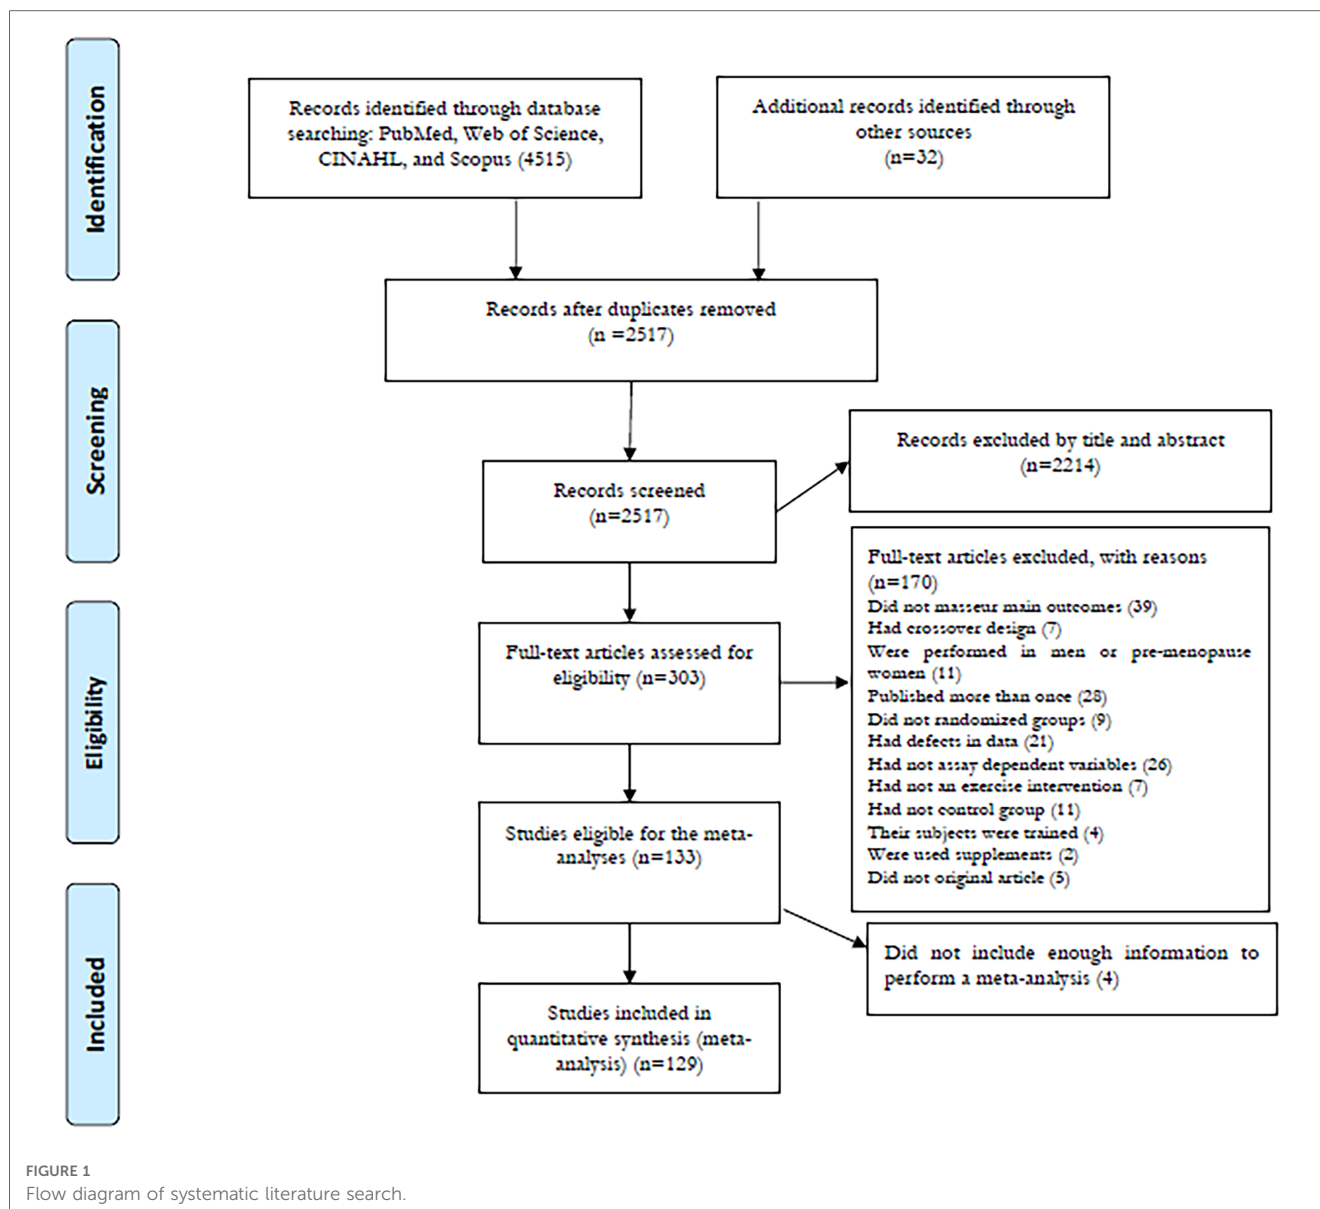 Identification
Records identified through database
searching: PubMed, Web of Science,
CINAHL, and Scopus (4515)
Additional records identified through
other sources
(n=32)
Records after duplicates removed
(n =2517)
Screening
Records screened
(n=2517)
Records excluded by title and abstract
(n=2214)
Eligibility
Full-text articles assessed for
eligibility (n=303)
Full-text articles excluded, with reasons
(n=170)
Did not masseur main outcomes (39)
Had crossover design (7)
Were performed in men or pre-menopause
women (11)
Published more than once (28)
Did not randomized groups (9)
Had defects in data (21)
Had not assay dependent variables (26)
Had not an exercise intervention (7)
Had not control group (11)
Their subjects were trained (4)
Were used supplements (2)
Did not original article (5)
Studies eligible for the meta-
analyses (n=133)
Did not include enough information to
perform a meta-analysis (4)
Included
Studies included in
quantitative synthesis (meta-
analysis) (n=129)
FIGURE 1
Flow diagram of systematic literature search.